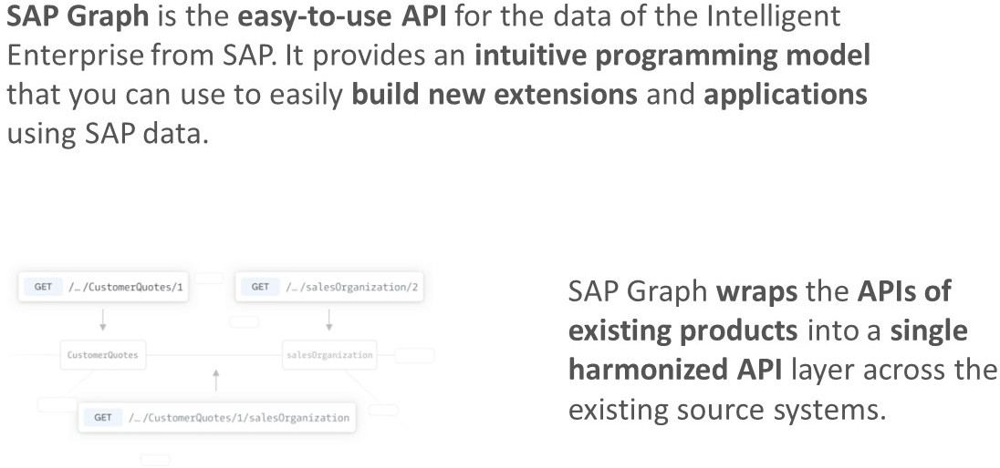 SAP Graph is the easy-to-use API for the data of the Intelligent
Enterprise from SAP. It provides an intuitive programming model
that you can use to easily build new extensions and applications
using SAP data.
GET /… /CustomerQuotes/1
GET /… /salesOrganization/2
CustomerQuotes
salesOrganization
GET /… /CustomerQuotes/1/salesOrganization
SAP Graph wraps the APIs of
existing products into a single
harmonized API layer across the
existing source systems.